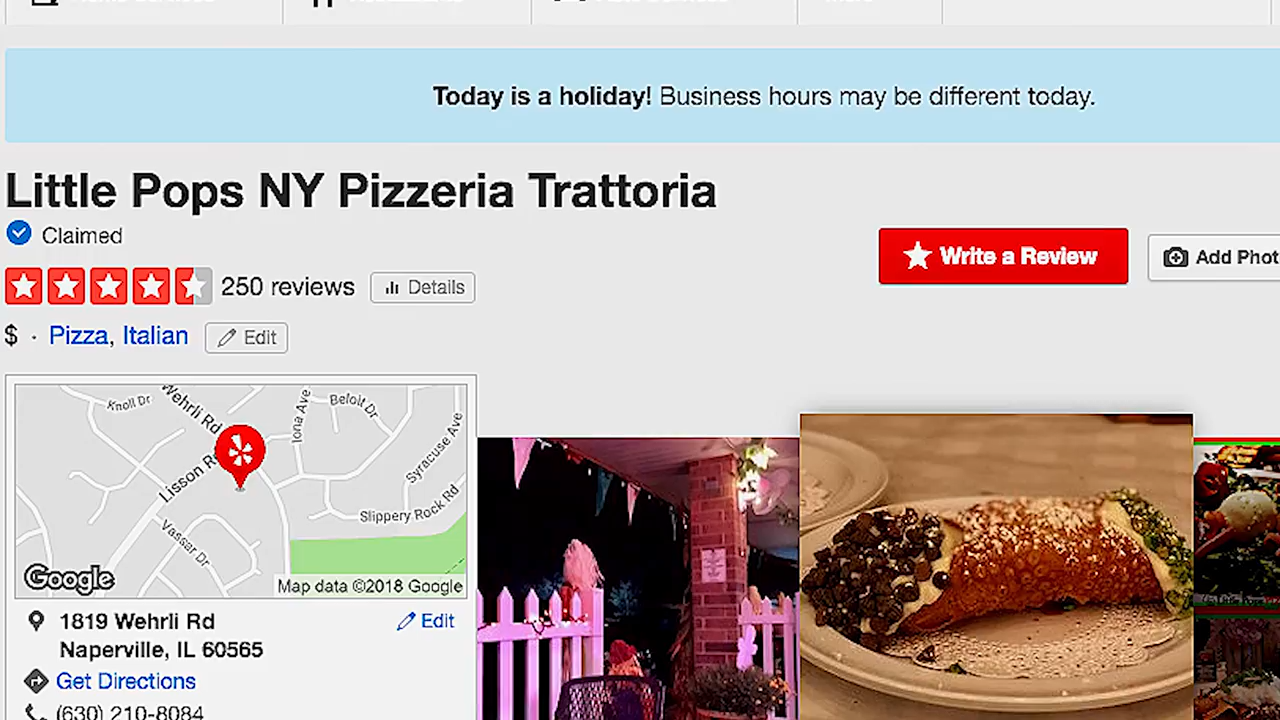 Today is a holiday! Business hours may be different today.
Little Pops NY Pizzeria Trattoria
Claimed
Write a Review
Add Phot
250 reviews
Details
$ · Pizza, Italian
Edit
Knoll Dr
Wehrli Rd
Iona Ave
Beloit Dr
Syracuse Ave
Lisson R
Slippery Rock Rd
Vassar Dr
Google
Map data ©2018 Google
1819 Wehrli Rd
Edit
Naperville, IL 60565
Get Directions
(630) 210-8084